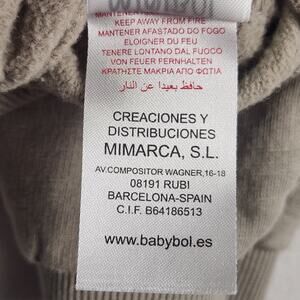 MANTENER
KEEP AWAY FROM FIRE
MANTENER AFASTADO DO FOGO
ELOIGNER DU FEU
TENERE LONTANO DAL FUOCO
VON FEUER FERNHALTEN
ΚΡΑΤΗΣΤΕ ΜΑΚΡΙΑ ΑΠΟ ΦΩΤΙΑ
حافظ بعيدا عن النار
CREACIONES Y
DISTRIBUCIONES
MIMARCA, S.L.
AV.COMPOSITOR WAGNER,16-18
08191 RUBI
BARCELONA-SPAIN
C.I.F. B64186513
www.babybol.es